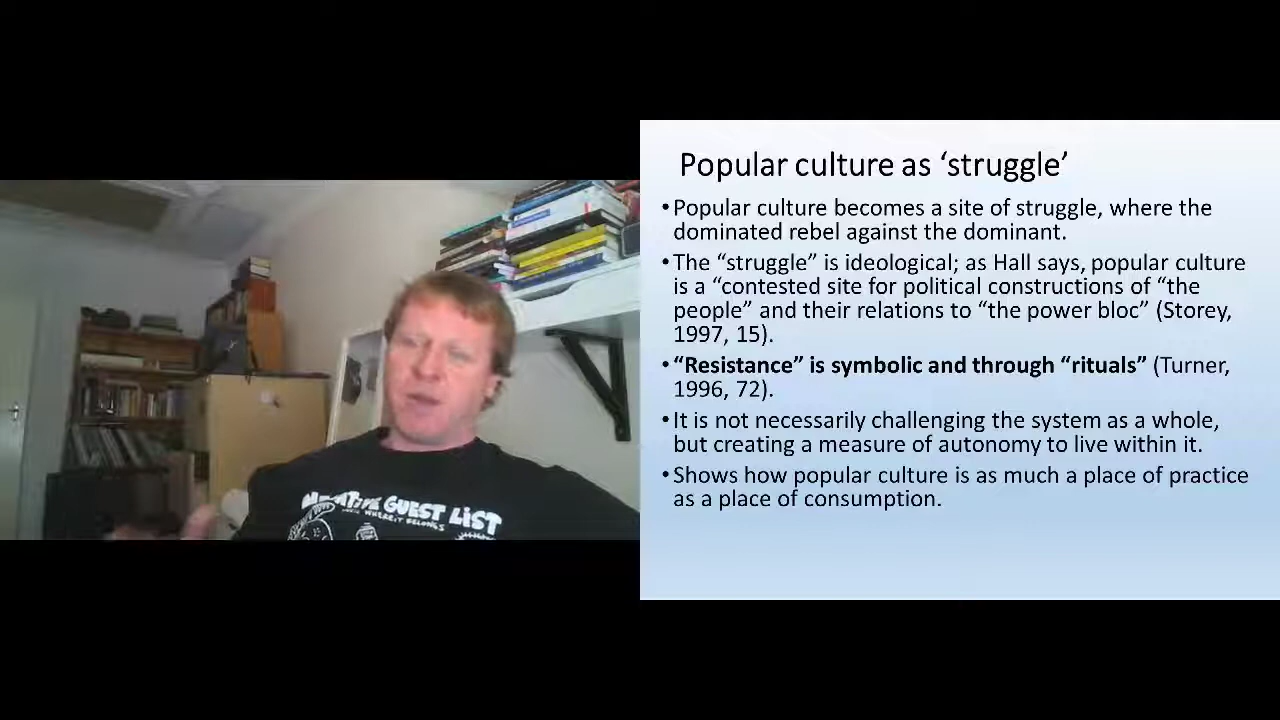 Popular culture as ‘struggle’
•Popular culture becomes a site of struggle, where the
dominated rebel against the dominant.
•The “struggle” is ideological; as Hall says, popular culture
is a “contested site for political constructions of “the
people” and their relations to “the power bloc” (Storey,
1997, 15).
•“Resistance” is symbolic and through “rituals” (Turner,
1996, 72).
•It is not necessarily challenging the system as a whole,
but creating a measure of autonomy to live within it.
•Shows how popular culture is as much a place of practice
as a place of consumption.
GUEST LIST
WHERE IT BELONGS